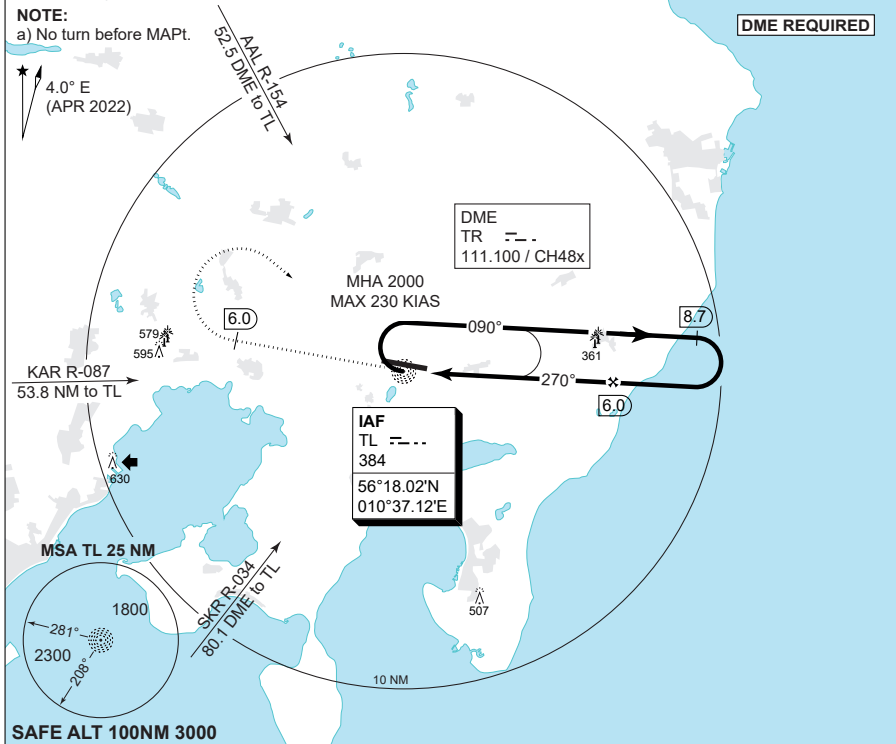 NOTE:
a) No turn before MAPt.
DME REQUIRED
4.0° E
(APR 2022)
AAL R-154
52.5 DME to TL
DME
TR
111.100 / CH48x
MHA 2000
MAX 230 KIAS
6.0
090°
8.7
579
595
361
KAR R-087
53.8 NM to TL
270°
6.0
IAF
TL
384
56°18.02'N
010°37.12'E
630
MSA TL 25 NM
SKR R-034
80.1 DME to TL
1800
281°
2300
208°
507
10 NM
SAFE ALT 100NM 3000